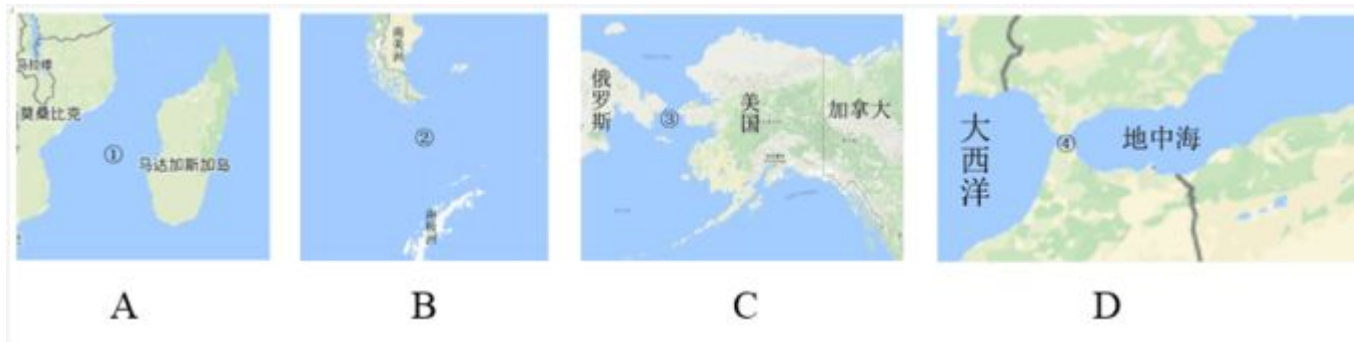 马拉维
莫桑比克
①
马达加斯加岛
南美洲
②
南极洲
俄罗斯
③
美国
加拿大
大西洋
④
地中海
A
B
C
D